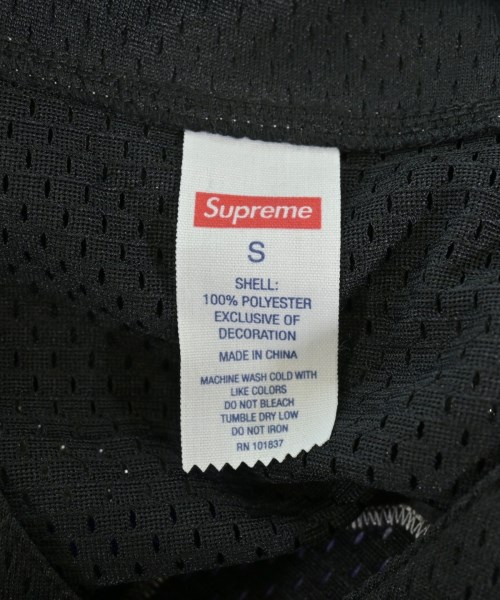 Supreme
S
SHELL:
100% POLYESTER
EXCLUSIVE OF
DECORATION
MADE IN CHINA
MACHINE WASH COLD WITH
LIKE COLORS
DO NOT BLEACH
TUMBLE DRY LOW
DO NOT IRON
RN 101837